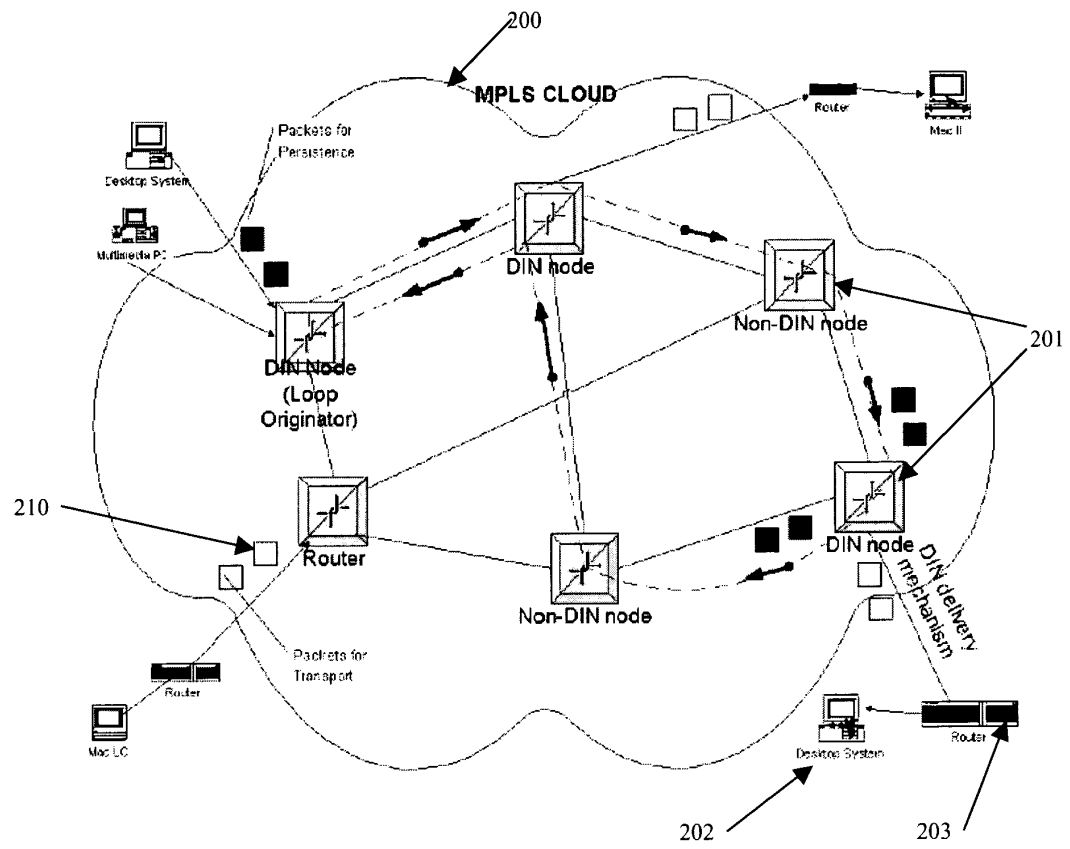 200
MPLS CLOUD
Router
Mac II
Packets for
Persistence
Desktop System
Multimedia PC
DIN node
Non-DIN node
201
DIN Node
(Loop
Originator)
210
Router
DIN node
Non-DIN node
DIN delivery
mechanism
Packets for
Transport
Router
Mac LC
Desktop System
Router
202
203